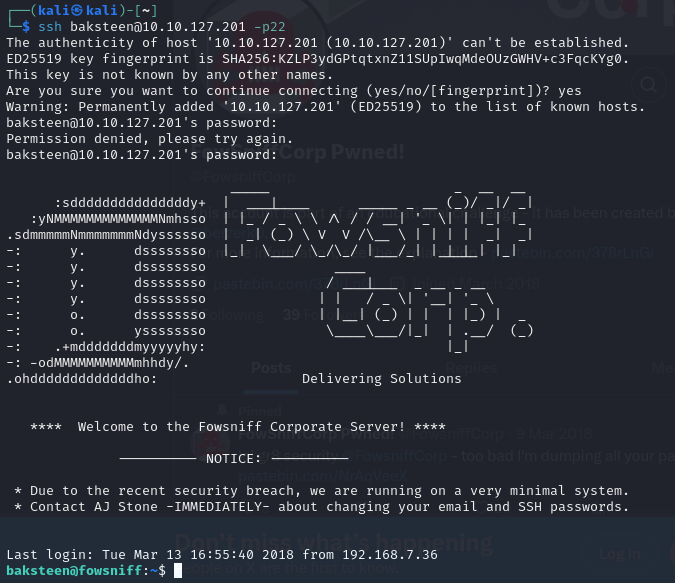 ┌──(kali㉿kali)-[~]
└─$ ssh baksteen@10.10.127.201 -p22
The authenticity of host '10.10.127.201 (10.10.127.201)' can't be established.
ED25519 key fingerprint is SHA256:KZLP3ydGPtqtxnZ11SUpIwqMdeOUzGWHV+c3FqcKYg0.
This key is not known by any other names.
Are you sure you want to continue connecting (yes/no/[fingerprint])? yes
Warning: Permanently added '10.10.127.201' (ED25519) to the list of known hosts.
baksteen@10.10.127.201's password:
Permission denied, please try again.
baksteen@10.10.127.201's password:
:sdddddddddddddddy+
:yNMMMMMMMMMMMMMNmhsso
.sdmmmmmNmmmmmmmNdyssssso
-: y. dssssssso
-: y. dssssssso
-: y. dssssssso
-: y. dssssssso
-: o. dssssssso
-: o. yssssssso
-: .+mdddddddmyyyyyhy:
-: -odMMMMMMMMMMmhhdy/.
.ohdddddddddddddho: Delivering Solutions
**** Welcome to the Fowsniff Corporate Server! ****
────────── NOTICE: ──────────
* Due to the recent security breach, we are running on a very minimal system.
* Contact AJ Stone -IMMEDIATELY- about changing your email and SSH passwords.
Last login: Tue Mar 13 16:55:40 2018 from 192.168.7.36
baksteen@fowsniff:~$